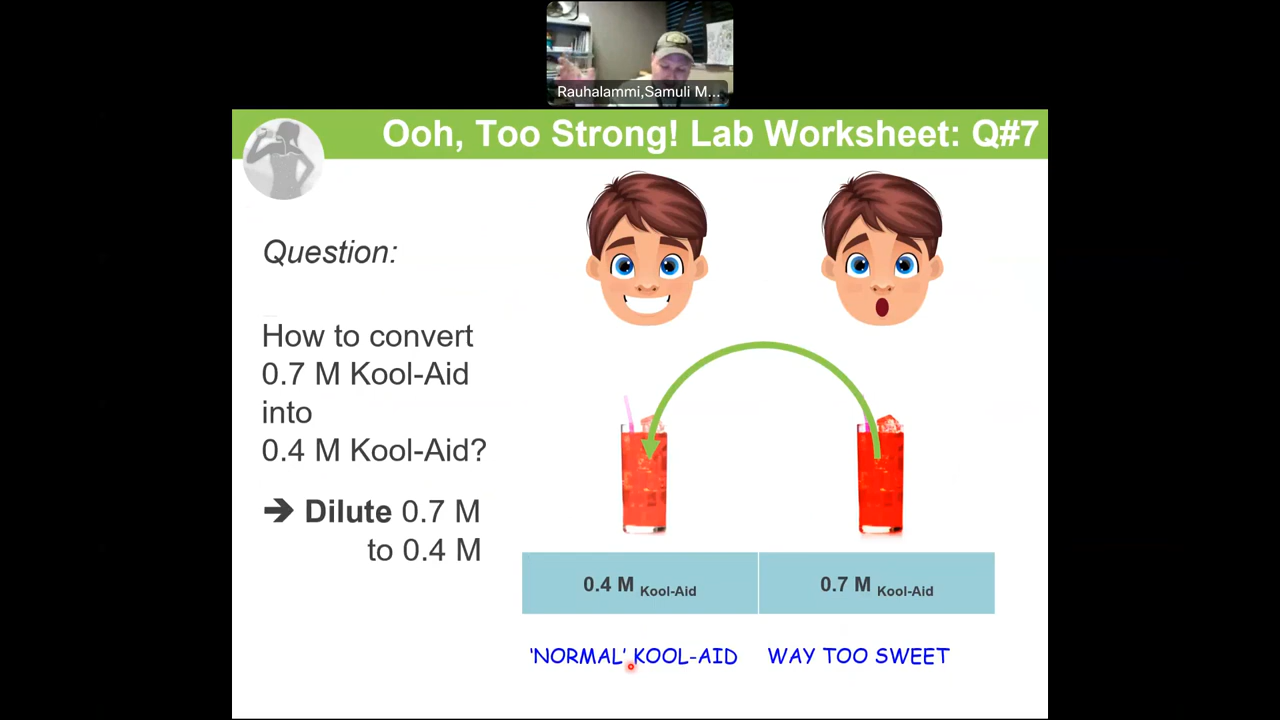 Rauhalammi,Samuli M...
Ooh, Too Strong! Lab Worksheet: Q#7
Question:
How to convert
0.7 M Kool-Aid
into
0.4 M Kool-Aid?
➔ Dilute 0.7 M
to 0.4 M
0.4 M Kool-Aid
0.7 M Kool-Aid
‘NORMAL’ KOOL-AID
WAY TOO SWEET